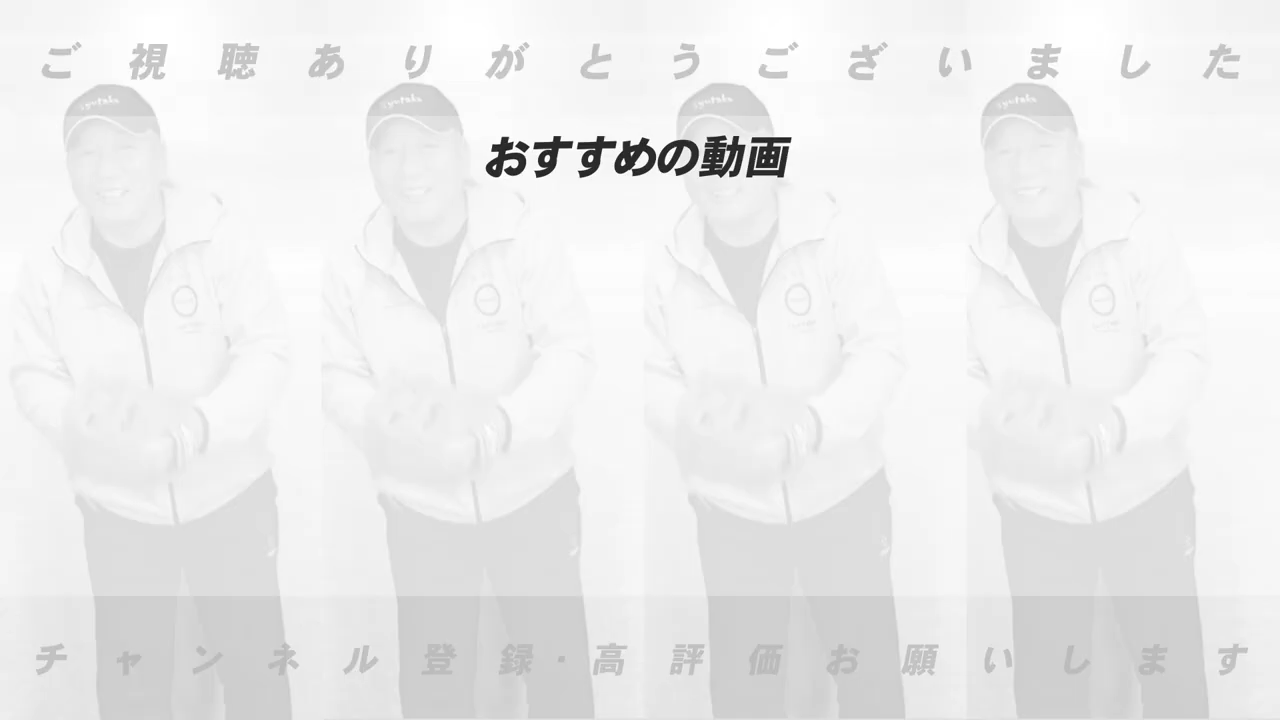 ご視聴ありがとうございました
おすすめの動画
チャンネル登録・高評価お願いします